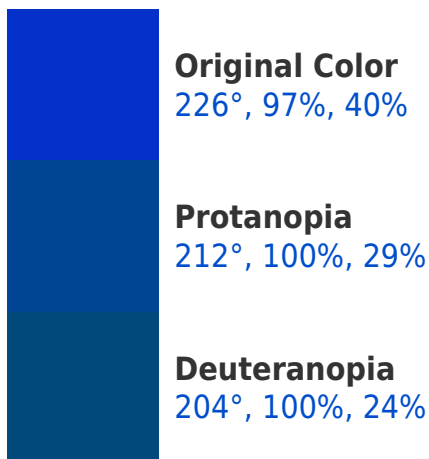 Original Color
226°, 97%, 40%
Protanopia
212°, 100%, 29%
Deuteranopia
204°, 100%, 24%